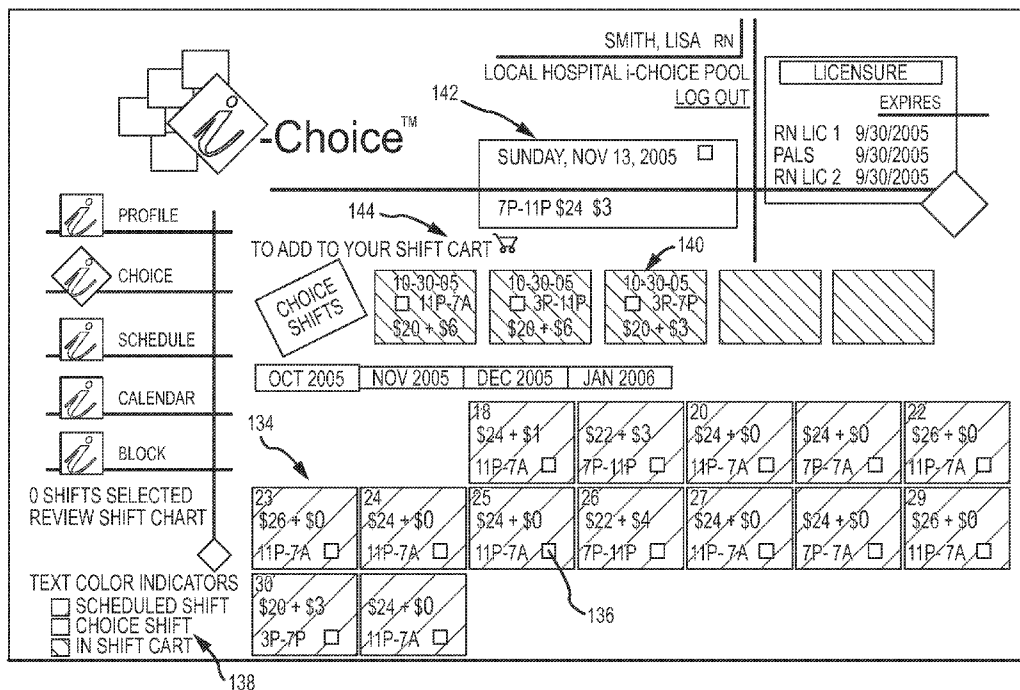 SMITH, LISA RN
LOCAL HOSPITAL i-CHOICE POOL
LOG OUT
LICENSURE
EXPIRES
RN LIC 1 9/30/2005
PALS 9/30/2005
RN LIC 2 9/30/2005
142
i-Choice™
SUNDAY, NOV 13, 2005
7P-11P $24 $3
i PROFILE
i CHOICE
i SCHEDULE
i CALENDAR
i BLOCK
0 SHIFTS SELECTED
REVIEW SHIFT CHART
144
TO ADD TO YOUR SHIFT CART
140
CHOICE SHIFTS
10-30-05 10-30-05 10-30-05
11P-7A 3P-11P 3P-7P
$20 + $6 $20 + $6 $20 + $3
OCT 2005 NOV 2005 DEC 2005 JAN 2006
134
18 20 22
$24 + $1 $22 + $3 $24 + $0 $24 + $0 $26 + $0
11P-7A 7P-11P 11P-7A 7P-7A 11P-7A
23 24 25 26 27 29
$26 + $0 $24 + $0 $24 + $0 $22 + $4 $24 + $0 $24 + $0 $26 + $0
11P-7A 11P-7A 11P-7A 7P-11P 11P-7A 7P-7A 11P-7A
30
$20 + $3 $24 + $0
3P-7P 11P-7A
136
TEXT COLOR INDICATORS
SCHEDULED SHIFT
CHOICE SHIFT
IN SHIFT CART
138